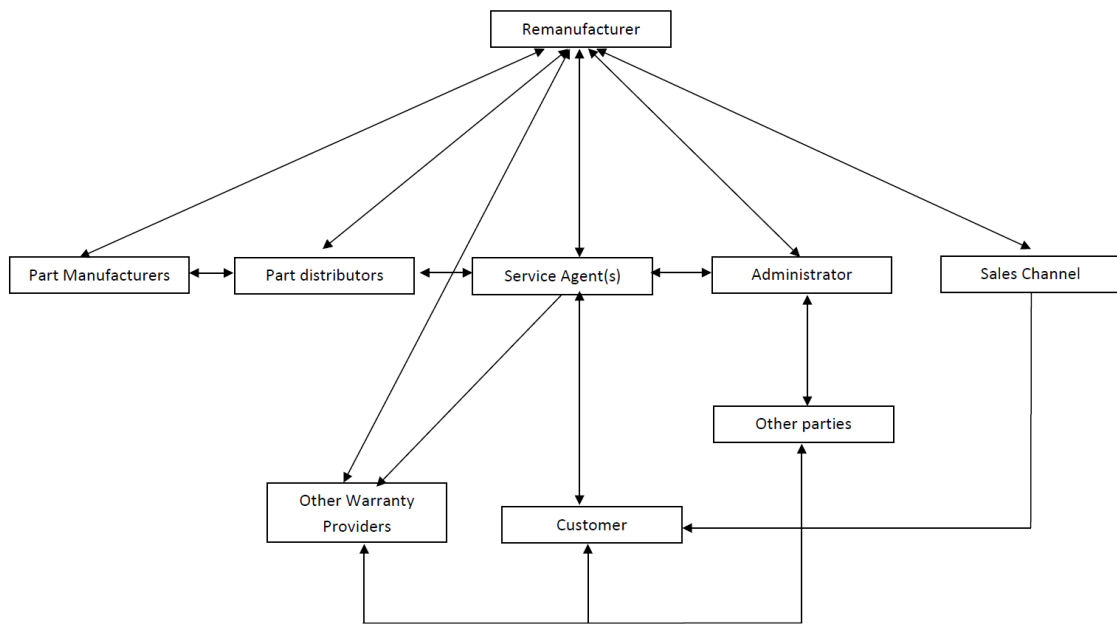 Remanufacturer
Part Manufacturers
Part distributors
Service Agent(s)
Administrator
Sales Channel
Other parties
Other Warranty
Providers
Customer